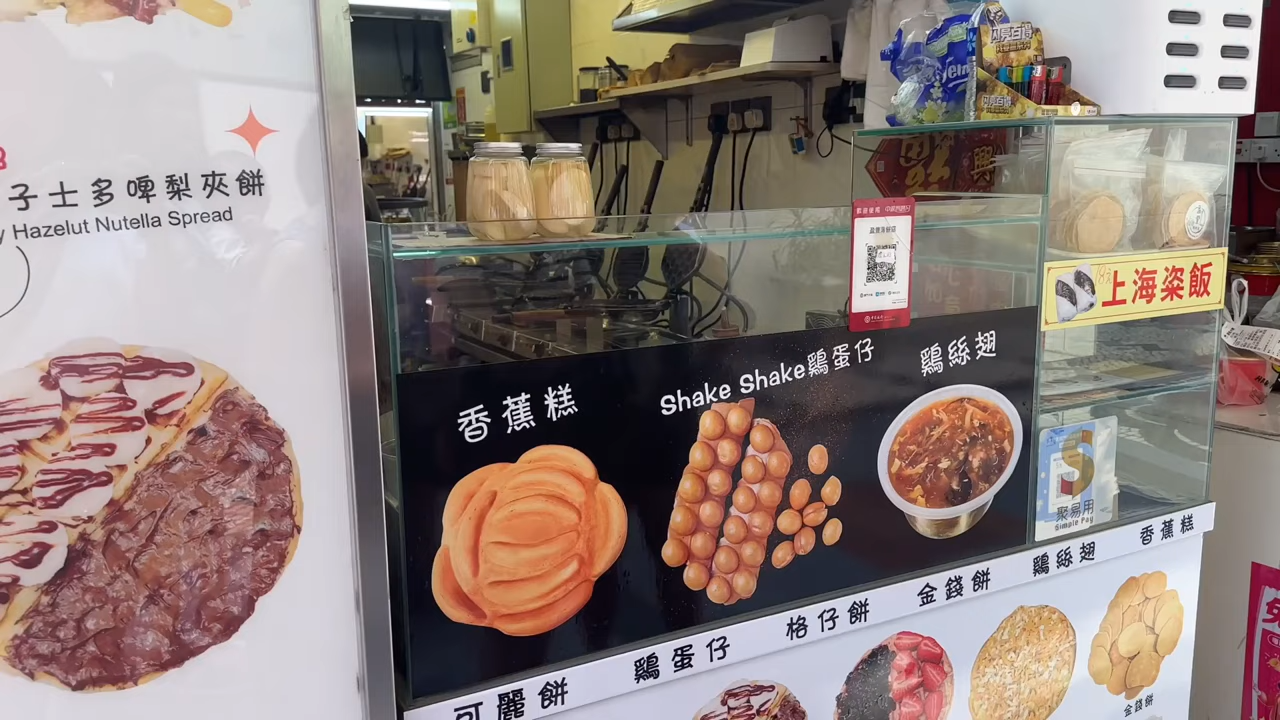 子士多啤梨夾餅
Hazelut Nutella Spread
香蕉糕
Shake Shake鷄蛋仔
鷄絲翅
上海粢飯
聚易用
Simple Pay
可麗餅
鷄蛋仔
格仔餅
金錢餅
鷄絲翅
香蕉糕
金錢餅